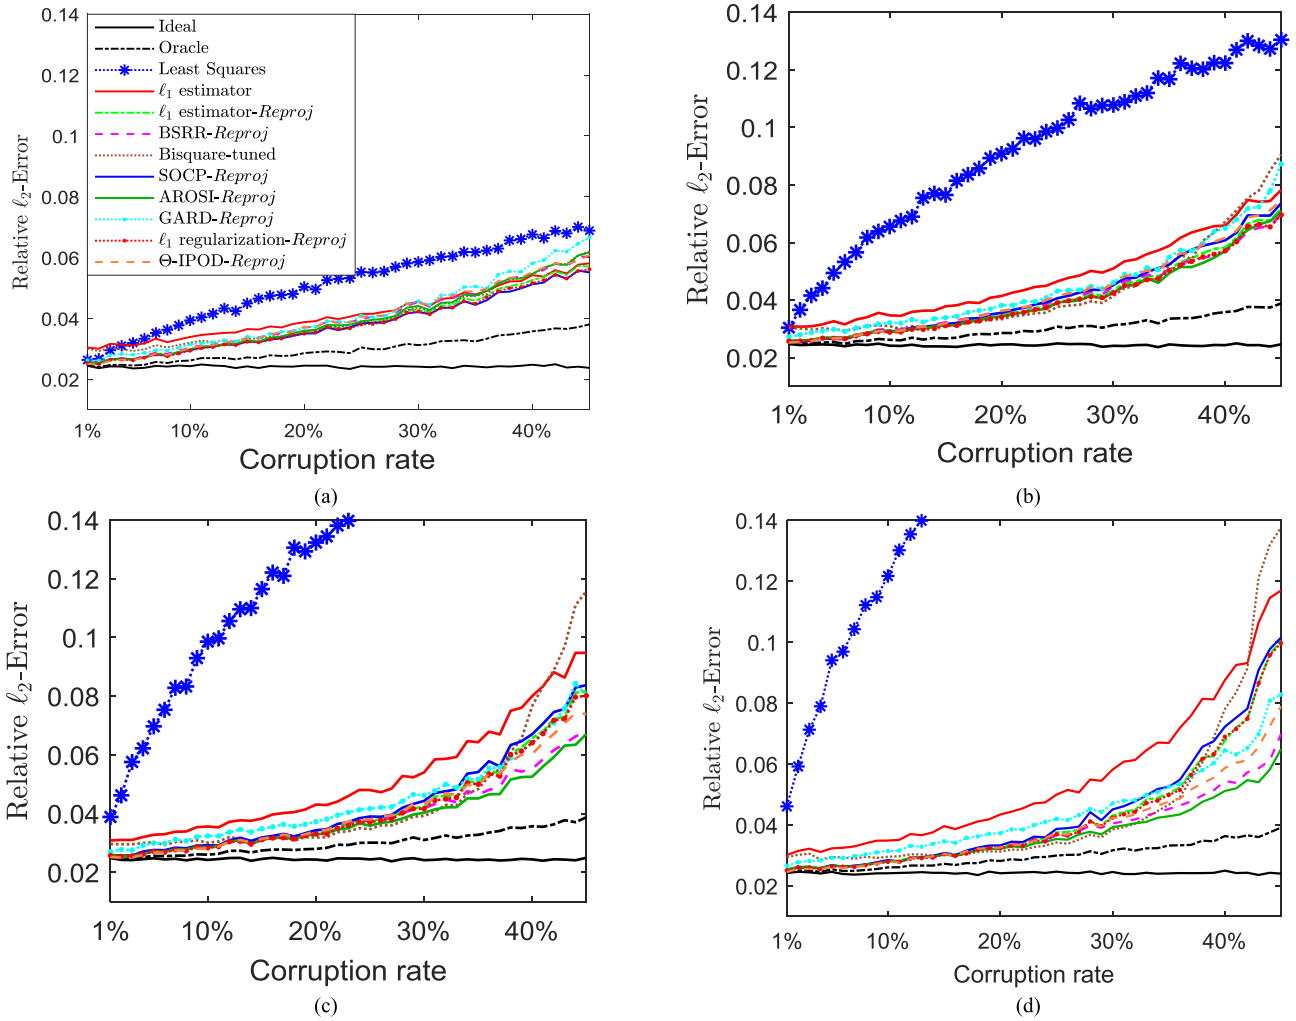 0.14
0.12
0.1
0.08
0.06
0.04
0.02
Relative ℓ2-Error
Ideal
Oracle
Least Squares
ℓ1 estimator
ℓ1 estimator-Reproj
BSRR-Reproj
Bisquare-tuned
SOCP-Reproj
AROSI-Reproj
GARD-Reproj
ℓ1 regularization-Reproj
Θ-IPOD-Reproj
1% 10% 20% 30% 40%
Corruption rate
(a)
0.14
0.12
0.1
0.08
0.06
0.04
0.02
Relative ℓ2-Error
1% 10% 20% 30% 40%
Corruption rate
(b)
0.14
0.12
0.1
0.08
0.06
0.04
0.02
Relative ℓ2-Error
1% 10% 20% 30% 40%
Corruption rate
(c)
0.14
0.12
0.1
0.08
0.06
0.04
0.02
Relative ℓ2-Error
1% 10% 20% 30% 40%
Corruption rate
(d)